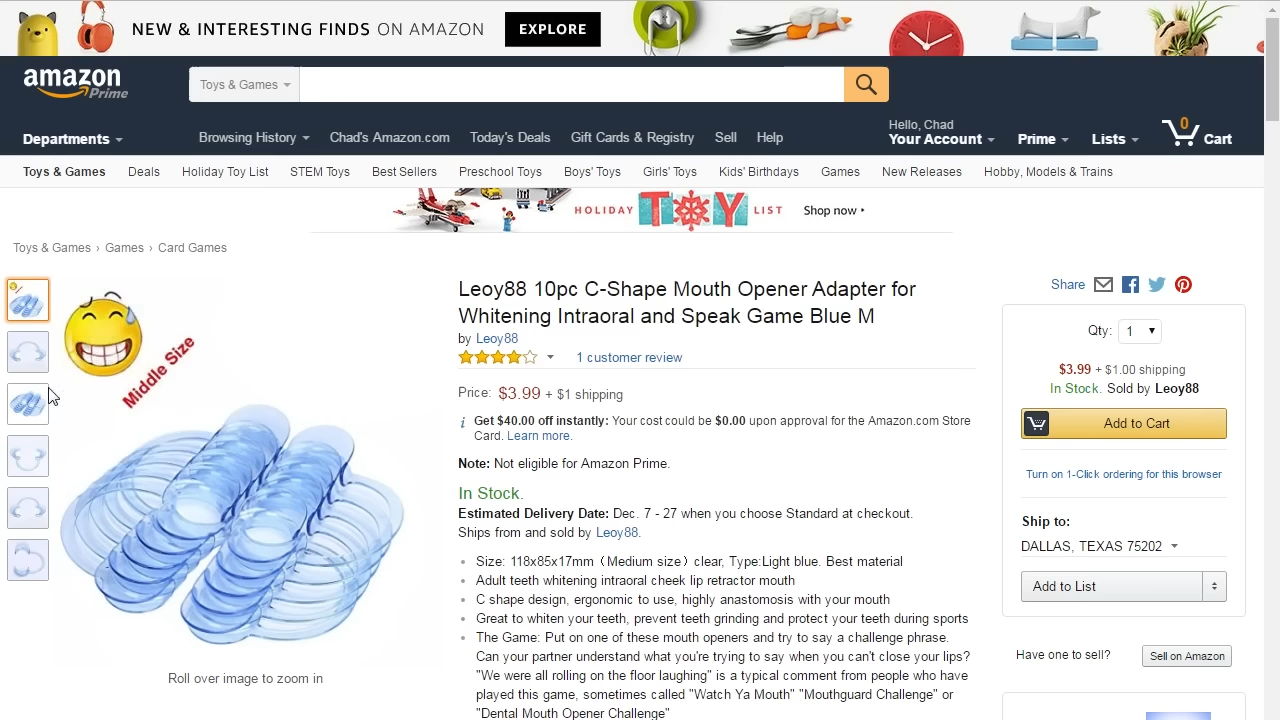 NEW & INTERESTING FINDS ON AMAZON EXPLORE
amazon Prime
Toys & Games
Departments Browsing History Chad's Amazon.com Today's Deals Gift Cards & Registry Sell Help
Hello, Chad
Your Account Prime Lists 0 Cart
Toys & Games Deals Holiday Toy List STEM Toys Best Sellers Preschool Toys Boys' Toys Girls' Toys Kids' Birthdays Games New Releases Hobby, Models & Trains
HOLIDAY TOY LIST Shop now
Toys & Games › Games › Card Games
Middle Size
Roll over image to zoom in
Leoy88 10pc C-Shape Mouth Opener Adapter for
Whitening Intraoral and Speak Game Blue M
by Leoy88
1 customer review
Price: $3.99 + $1 shipping
i Get $40.00 off instantly: Your cost could be $0.00 upon approval for the Amazon.com Store
Card. Learn more.
Note: Not eligible for Amazon Prime.
In Stock.
Estimated Delivery Date: Dec. 7 - 27 when you choose Standard at checkout.
Ships from and sold by Leoy88.
• Size: 118x85x17mm（Medium size）clear, Type:Light blue. Best material
• Adult teeth whitening intraoral cheek lip retractor mouth
• C shape design, ergonomic to use, highly anastomosis with your mouth
• Great to whiten your teeth, prevent teeth grinding and protect your teeth during sports
• The Game: Put on one of these mouth openers and try to say a challenge phrase.
Can your partner understand what you're trying to say when you can't close your lips?
"We were all rolling on the floor laughing" is a typical comment from people who have
played this game, sometimes called "Watch Ya Mouth" "Mouthguard Challenge" or
"Dental Mouth Opener Challenge"
Share
Qty: 1
$3.99 + $1.00 shipping
In Stock. Sold by Leoy88
Add to Cart
Turn on 1-Click ordering for this browser
Ship to:
DALLAS, TEXAS 75202
Add to List
Have one to sell? Sell on Amazon